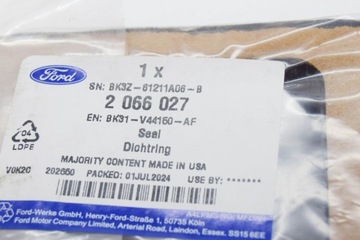 Ford
1 x
SN: BK3Z-61211A06-B
2 066 027
EN: BK31-V44160-AF
Seal
Dichtring
MAJORITY CONTENT MADE IN USA
04
LDPE
V0K2C 202650 PACKED: 01JUL2024 USE BY: *******
Ford-Werke GmbH, Henry-Ford-Straße 1, 50735 Köln
Ford Motor Company Limited, Arterial Road, Laindon, Essex SS15 6EE